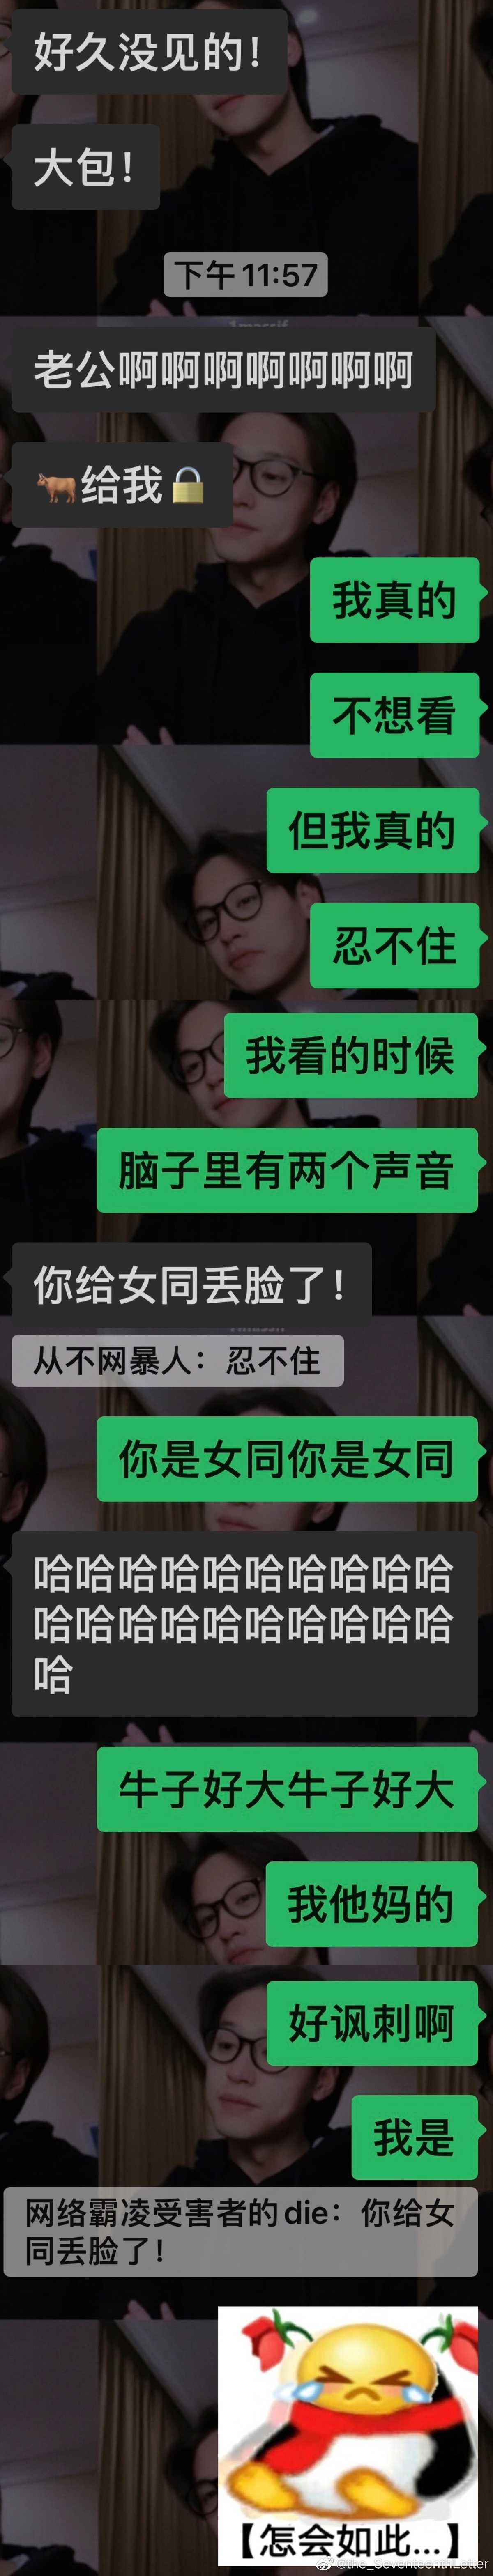 好久没见的！
大包！
下午 11:57
老公啊啊啊啊啊啊啊
🐂给我🔒
我真的
不想看
但我真的
忍不住
我看的时候
脑子里有两个声音
你给女同丢脸了！
从不网暴人：忍不住
你是女同你是女同
哈哈哈哈哈哈哈哈哈哈
哈哈哈哈哈哈哈哈哈哈
哈
牛子好大牛子好大
我他妈的
好讽刺啊
我是
网络霸凌受害者的die：你给女
同丢脸了！
【怎会如此...】
@the_SeventeenthLetter